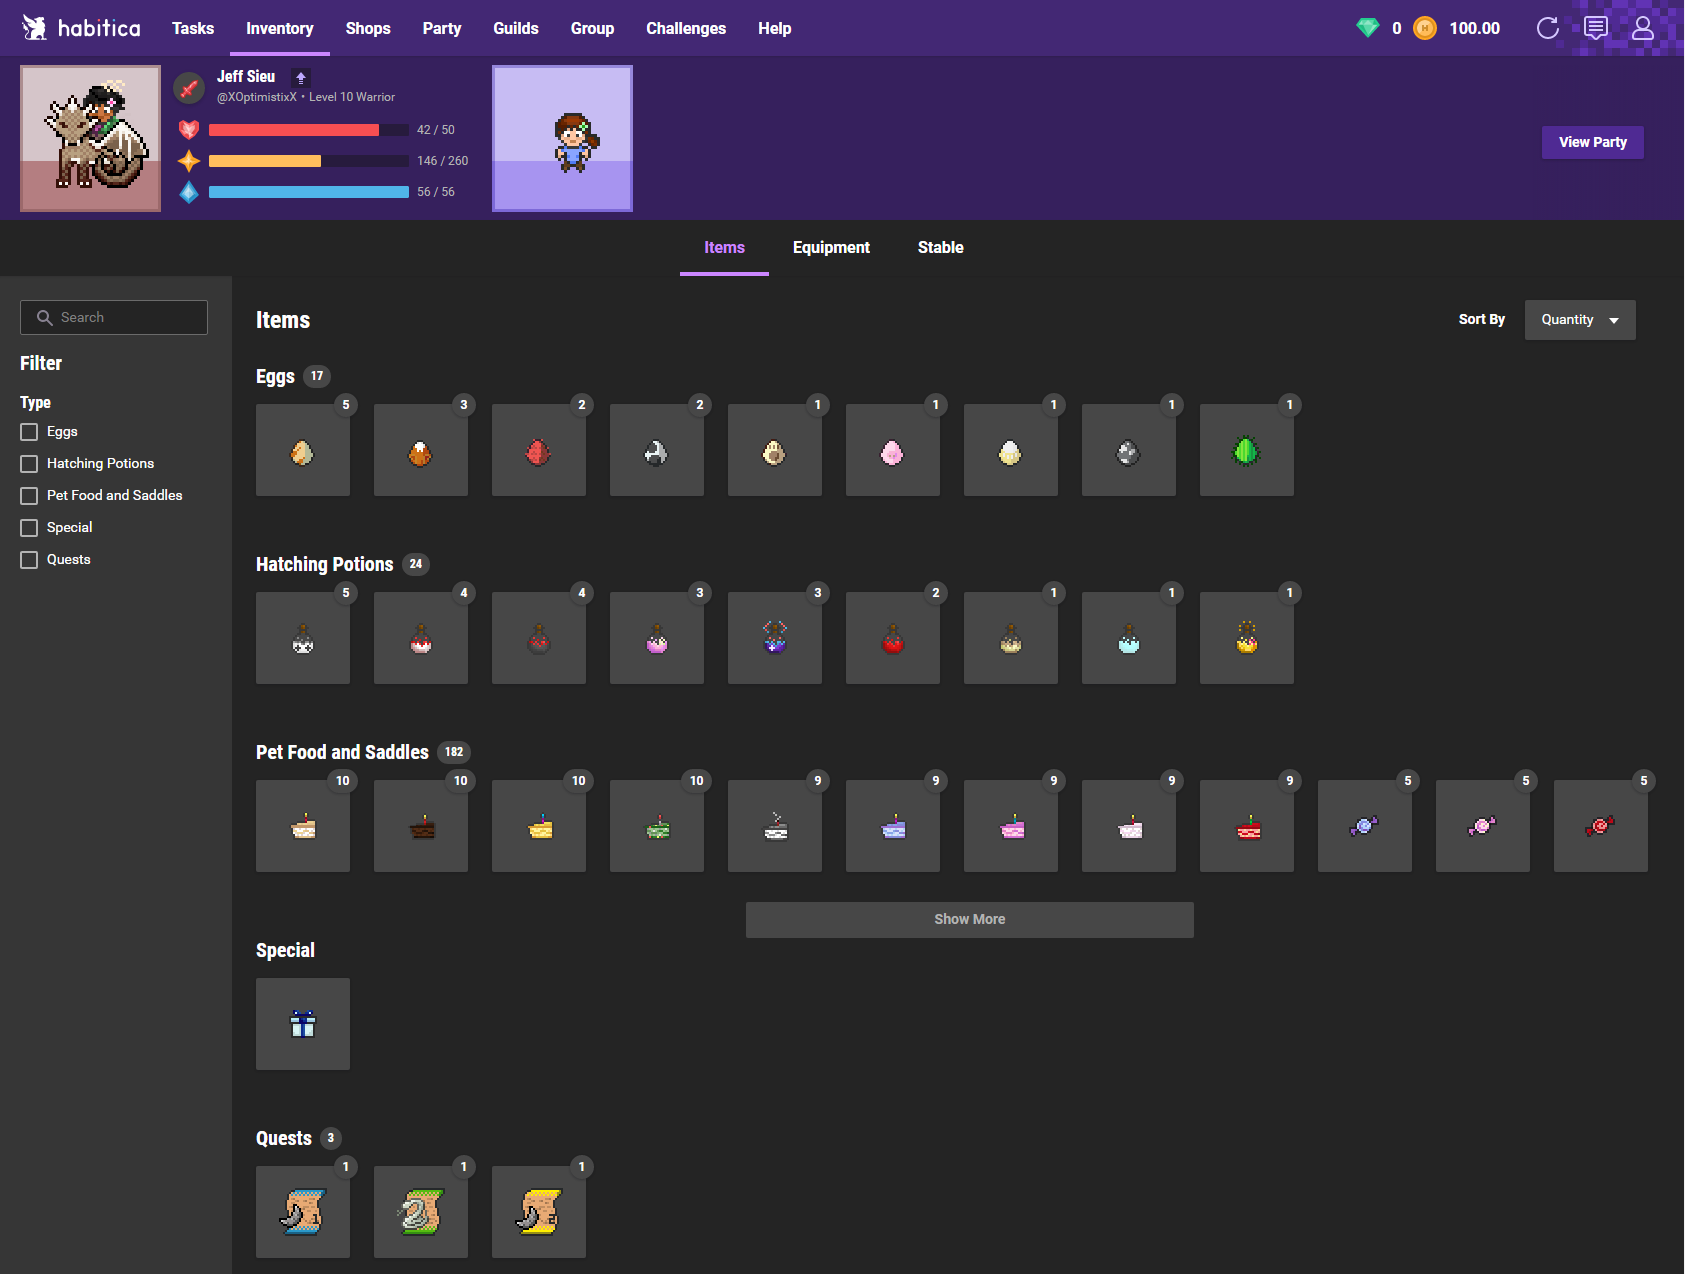 habitica Tasks Inventory Shops Party Guilds Group Challenges Help 0 100.00
Jeff Sieu
@XOptimistixX • Level 10 Warrior
42 / 50
146 / 260
56 / 56
View Party
Items Equipment Stable
Search
Filter
Type
Eggs
Hatching Potions
Pet Food and Saddles
Special
Quests
Items
Sort By Quantity
Eggs 17
5 3 2 2 1 1 1 1 1
Hatching Potions 24
5 4 4 3 3 2 1 1 1
Pet Food and Saddles 182
10 10 10 10 9 9 9 9 9 5 5 5
Show More
Special
Quests 3
1 1 1